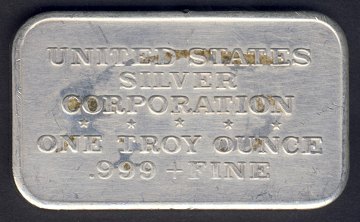 UNITED STATES
SILVER
CORPORATION
ONE TROY OUNCE
.999 + FINE